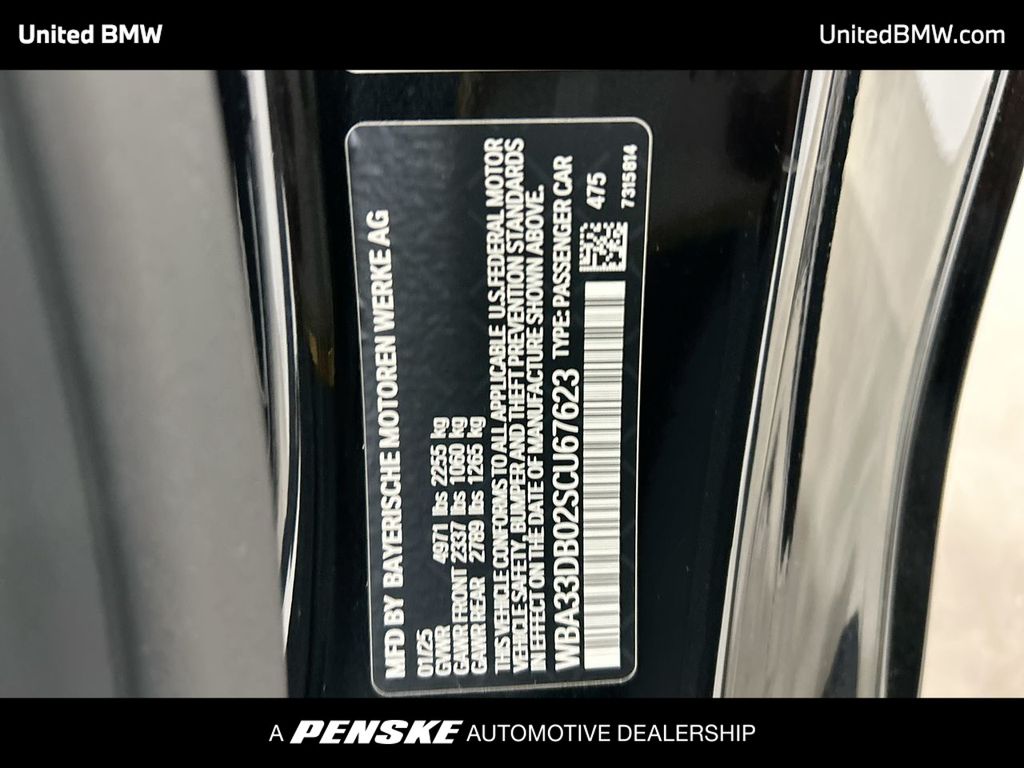 United BMW
UnitedBMW.com
MFD BY BAYERISCHE MOTOREN WERKE AG
01/25
GVWR 4971 lbs 2255 kg
GAWR FRONT 2337 lbs 1060 kg
GAWR REAR 2789 lbs 1265 kg
THIS VEHICLE CONFORMS TO ALL APPLICABLE U.S. FEDERAL MOTOR
VEHICLE SAFETY, BUMPER AND THEFT PREVENTION STANDARDS
IN EFFECT ON THE DATE OF MANUFACTURE SHOWN ABOVE.
WBA33DB02SCU67623 TYPE: PASSENGER CAR
475
7315814
A PENSKE AUTOMOTIVE DEALERSHIP